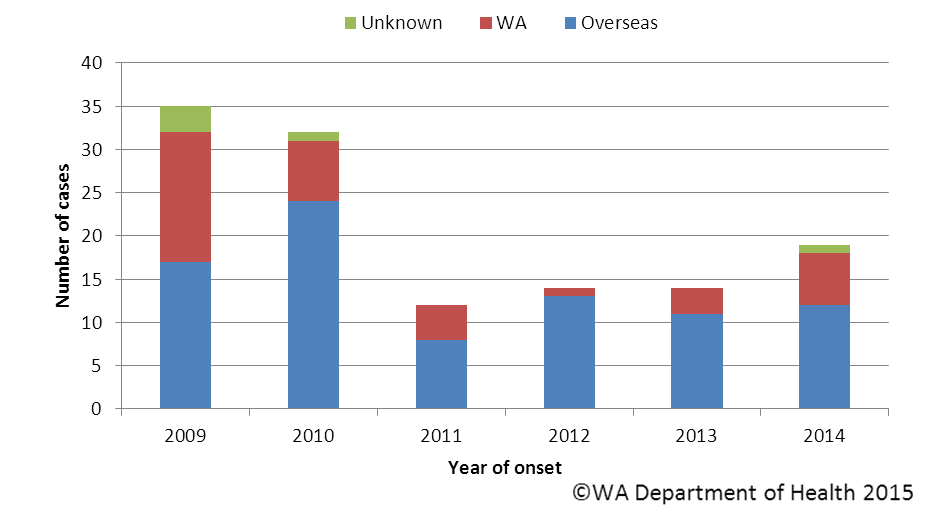 Unknown WA Overseas
40
35
30
25
20
15
10
5
0
Number of cases
2009 2010 2011 2012 2013 2014
Year of onset
©WA Department of Health 2015